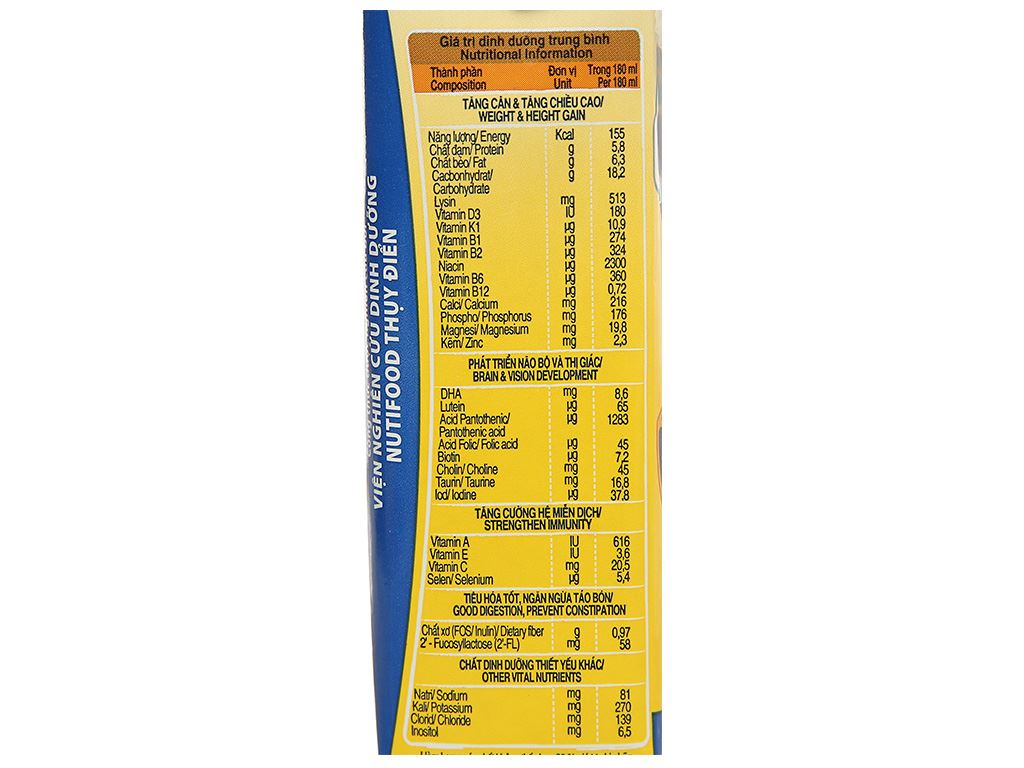 Giá trị dinh dưỡng trung bình
Nutritional Information
Thành phần Đơn vị Trong 180 ml
Composition Unit Per 180 ml
TĂNG CÂN & TĂNG CHIỀU CAO/
WEIGHT & HEIGHT GAIN
Năng lượng/ Energy Kcal 155
Chất đạm/ Protein g 5,8
Chất béo/ Fat g 6,3
Cacbonhydrat/ g 18,2
Carbohydrate
Lysin mg 513
Vitamin D3 IU 180
Vitamin K1 µg 10,9
Vitamin B1 µg 274
Vitamin B2 µg 324
Niacin µg 2300
Vitamin B6 µg 360
Vitamin B12 µg 0,72
Calci/ Calcium mg 216
Phospho/ Phosphorus mg 176
Magnesi/ Magnesium mg 19,8
Kẽm/ Zinc mg 2,3
PHÁT TRIỂN NÃO BỘ VÀ THỊ GIÁC/
BRAIN & VISION DEVELOPMENT
DHA mg 8,6
Lutein µg 65
Acid Pantothenic/ µg 1283
Pantothenic acid
Acid Folic/ Folic acid µg 45
Biotin µg 7,2
Cholin/ Choline mg 45
Taurin/ Taurine mg 16,8
Iod/ Iodine µg 37,8
TĂNG CƯỜNG HỆ MIỄN DỊCH/
STRENGTHEN IMMUNITY
Vitamin A IU 616
Vitamin E IU 3,6
Vitamin C mg 20,5
Selen/ Selenium µg 5,4
TIÊU HÓA TỐT, NGĂN NGỪA TÁO BÓN/
GOOD DIGESTION, PREVENT CONSTIPATION
Chất xơ (FOS/ Inulin)/ Dietary fiber g 0,97
2' - Fucosyllactose (2'-FL) mg 58
CHẤT DINH DƯỠNG THIẾT YẾU KHÁC/
OTHER VITAL NUTRIENTS
Natri/ Sodium mg 81
Kali/ Potassium mg 270
Clorid/ Chloride mg 139
Inositol mg 6,5
VIỆN NGHIÊN CỨU DINH DƯỠNG
NUTIFOOD THỤY ĐIỂN